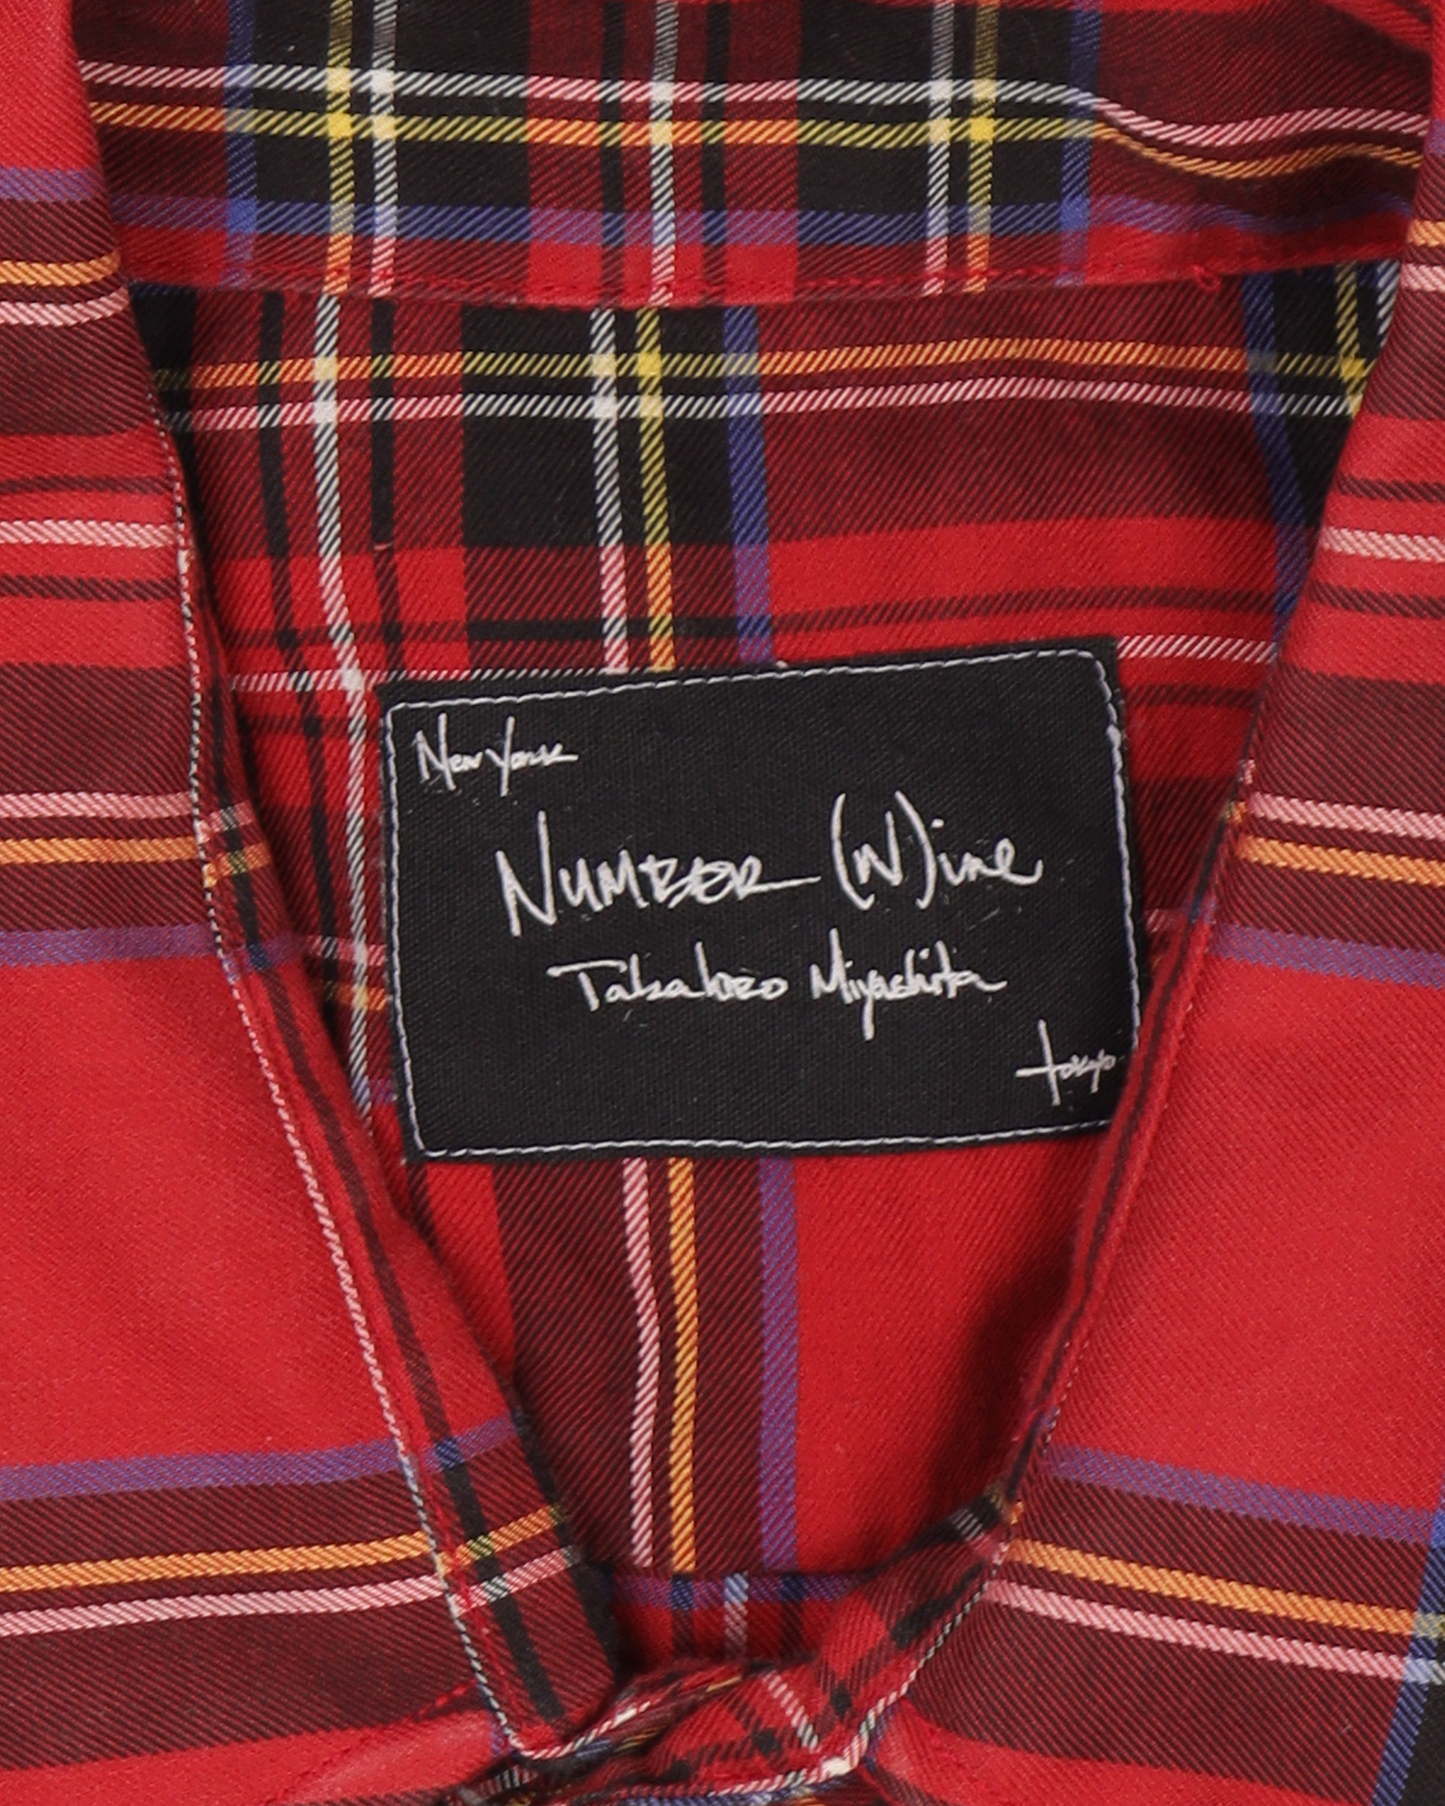 New York
NUMBER (N)ine
Takahiro Miyashita
tokyo